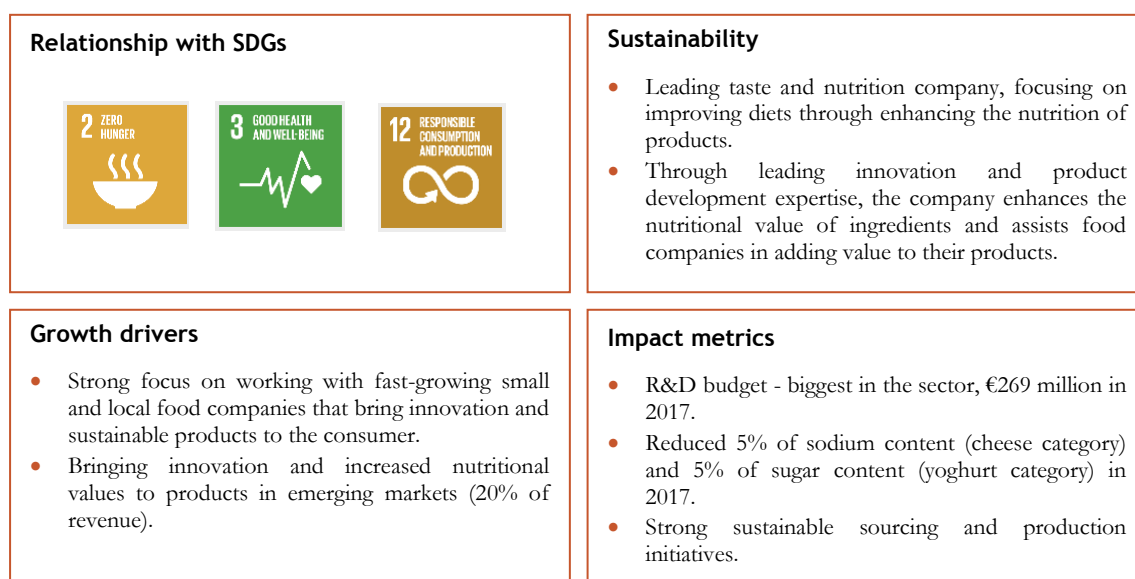 Relationship with SDGs
2 ZERO
HUNGER
3 GOOD HEALTH
AND WELL-BEING
12 RESPONSIBLE
CONSUMPTION
AND PRODUCTION
Sustainability
• Leading taste and nutrition company, focusing on
improving diets through enhancing the nutrition of
products.
• Through leading innovation and product
development expertise, the company enhances the
nutritional value of ingredients and assists food
companies in adding value to their products.
Growth drivers
• Strong focus on working with fast-growing small
and local food companies that bring innovation and
sustainable products to the consumer.
• Bringing innovation and increased nutritional
values to products in emerging markets (20% of
revenue).
Impact metrics
• R&D budget - biggest in the sector, €269 million in
2017.
• Reduced 5% of sodium content (cheese category)
and 5% of sugar content (yoghurt category) in
2017.
• Strong sustainable sourcing and production
initiatives.